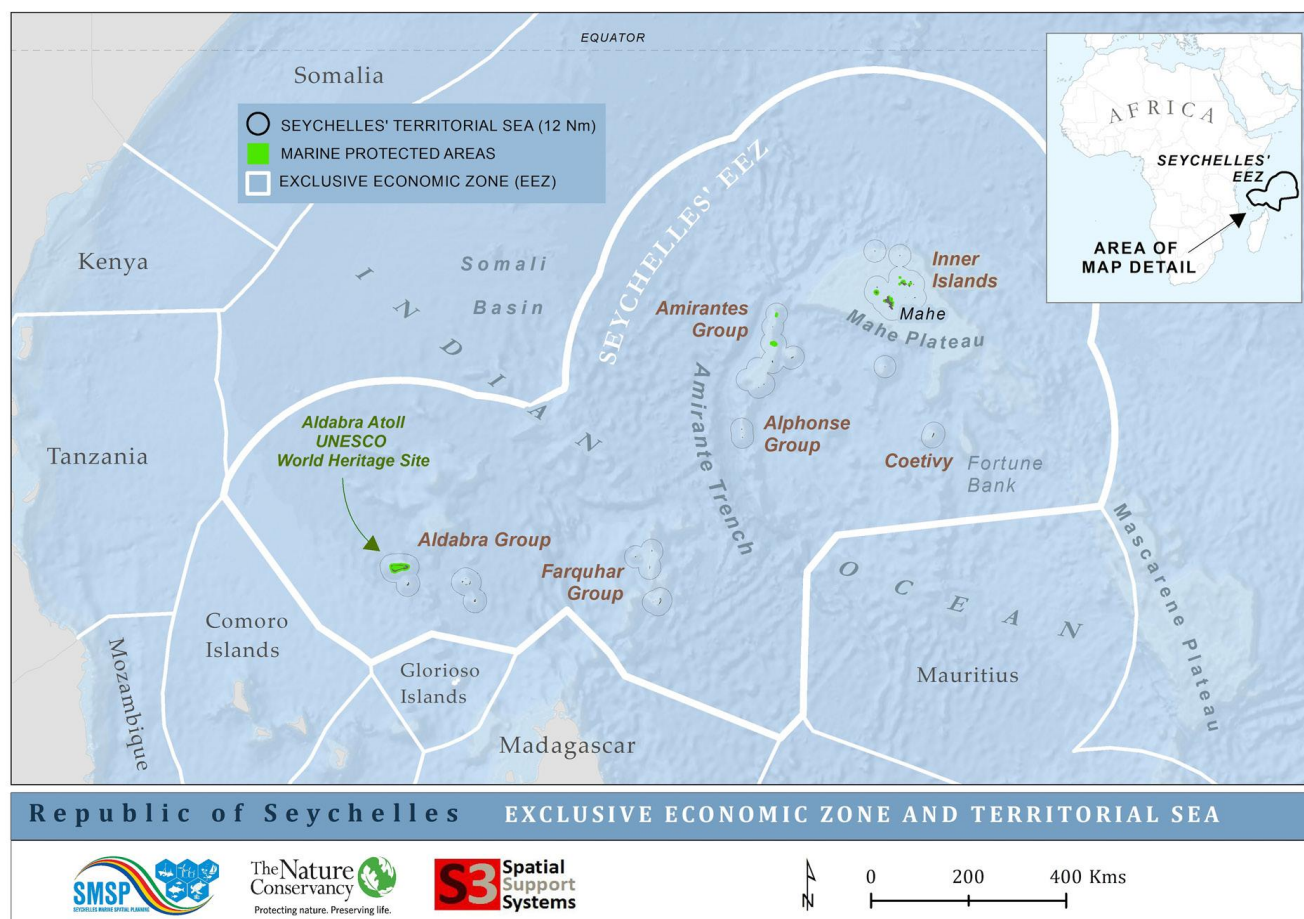 EQUATOR
Somalia
SEYCHELLES' TERRITORIAL SEA (12 Nm)
MARINE PROTECTED AREAS
EXCLUSIVE ECONOMIC ZONE (EEZ)
AFRICA
SEYCHELLES'
EEZ
AREA OF
MAP DETAIL
Kenya
Somali
Basin
SEYCHELLES' EEZ
Inner
Islands
Mahe
Mahe Plateau
Amirantes
Group
INDIAN
Amirante Trench
Aldabra Atoll
UNESCO
World Heritage Site
Alphonse
Group
Coetivy
Fortune
Bank
Tanzania
Aldabra Group
Farquhar
Group
OCEAN
Mascarene Plateau
Comoro
Islands
Mozambique
Glorioso
Islands
Madagascar
Mauritius
Republic of Seychelles EXCLUSIVE ECONOMIC ZONE AND TERRITORIAL SEA
SMSP
SEYCHELLES MARINE SPATIAL PLANNING
The Nature
Conservancy
Protecting nature. Preserving life.
S3 Spatial
Support
Systems
N
0 200 400 Kms